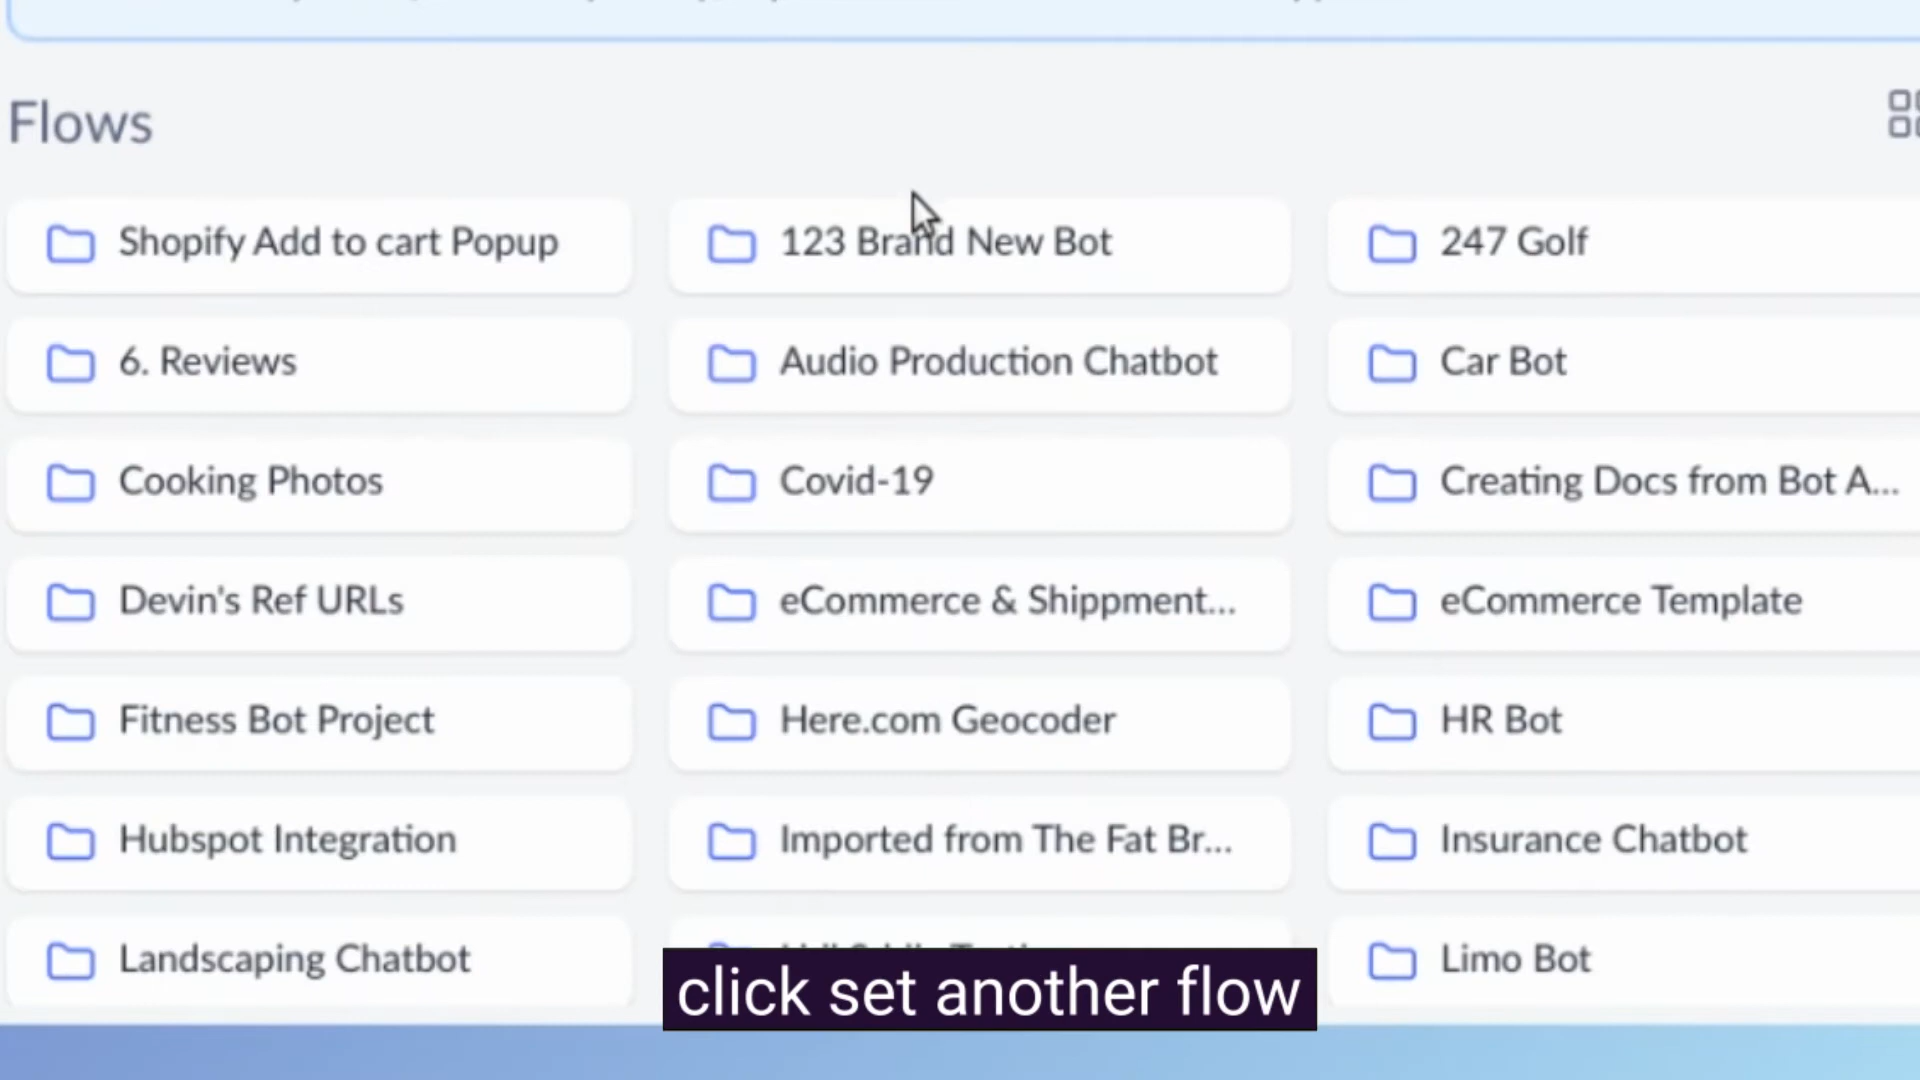 Flows
Shopify Add to cart Popup
123 Brand New Bot
247 Golf
6. Reviews
Audio Production Chatbot
Car Bot
Cooking Photos
Covid-19
Creating Docs from Bot A...
Devin's Ref URLs
eCommerce & Shippment...
eCommerce Template
Fitness Bot Project
Here.com Geocoder
HR Bot
Hubspot Integration
Imported from The Fat Br...
Insurance Chatbot
Landscaping Chatbot
Limo Bot
click set another flow